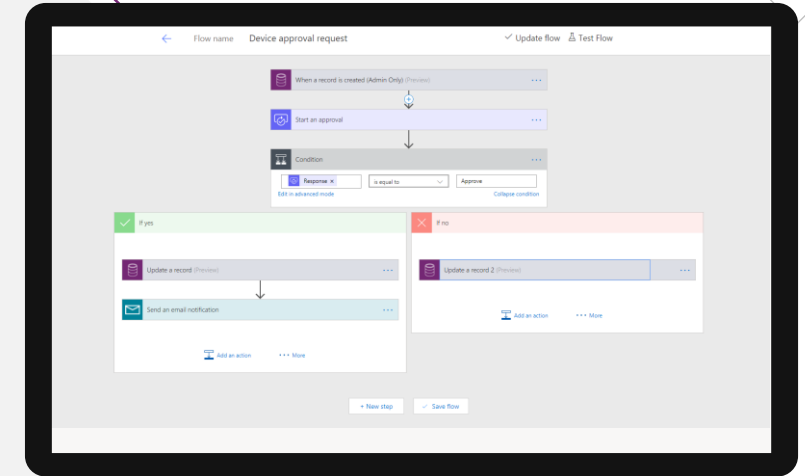 Flow name Device approval request Update flow Test Flow
When a record is created (Admin Only) (Preview)
Start an approval
Condition
Response x is equal to Approve
Edit in advanced mode Collapse condition
If yes
Update a record (Preview)
Send an email notification
Add an action More
If no
Update a record 2 (Preview)
Add an action More
+ New step Save flow